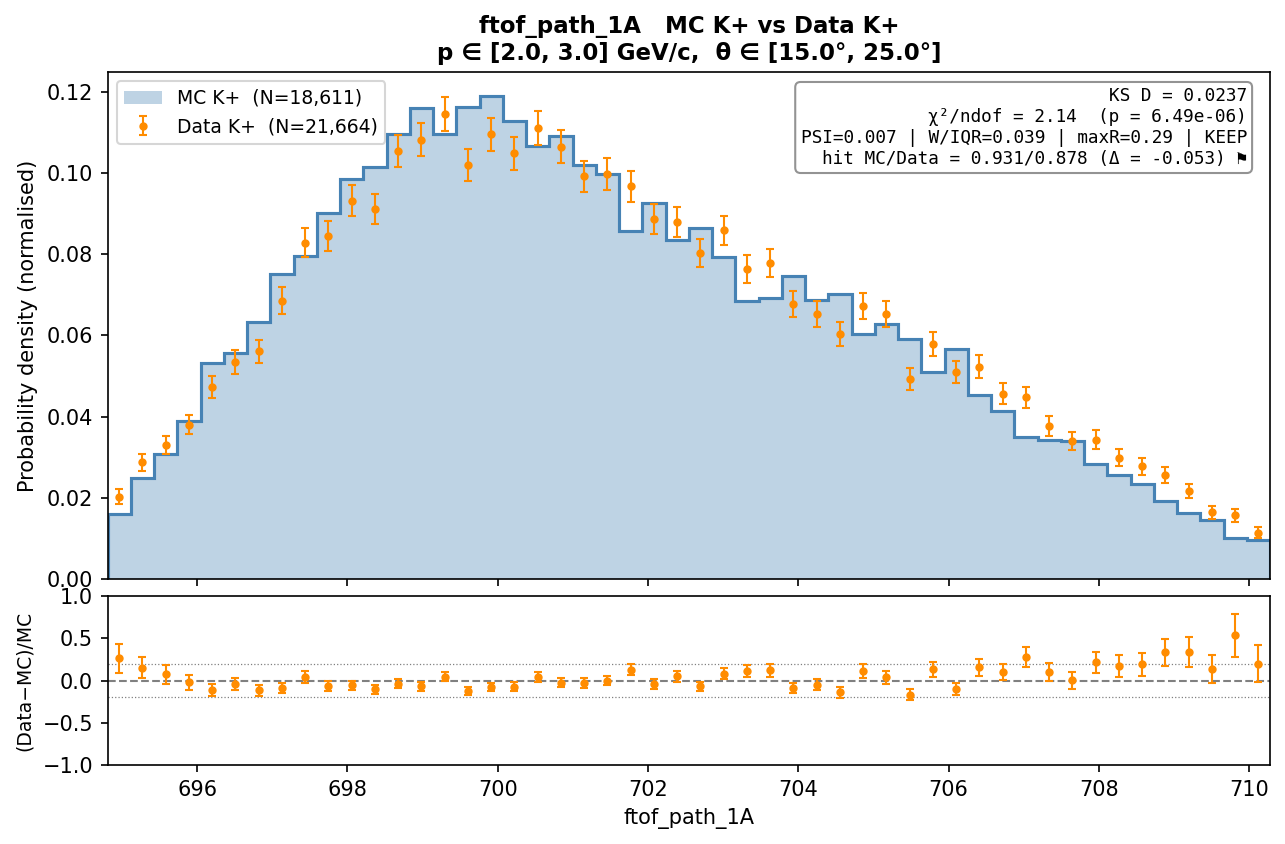 ftof_path_1A   MC K+ vs Data K+
p ∈ [2.0, 3.0] GeV/c,  θ ∈ [15.0°, 25.0°]
MC K+  (N=18,611)
Data K+  (N=21,664)
KS D = 0.0237
χ²/ndof = 2.14  (p = 6.49e-06)
PSI=0.007 | W/IQR=0.039 | maxR=0.29 | KEEP
hit MC/Data = 0.931/0.878 (Δ = -0.053) ⚑
Probability density (normalised)
0.12
0.10
0.08
0.06
0.04
0.02
0.00
(Data−MC)/MC
1.0
0.5
0.0
−0.5
−1.0
696 698 700 702 704 706 708 710
ftof_path_1A